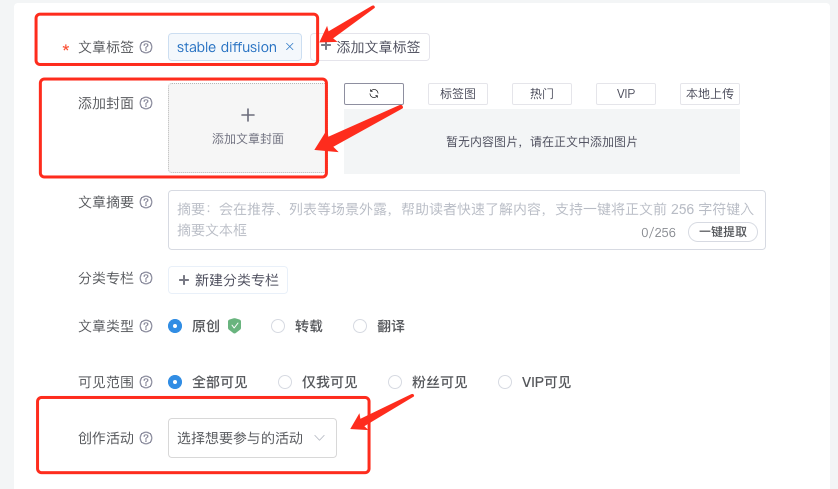 * 文章标签 ? stable diffusion × + 添加文章标签
添加封面 ? + 添加文章封面 标签图 热门 VIP 本地上传
暂无内容图片，请在正文中添加图片
文章摘要 ? 摘要：会在推荐、列表等场景外露，帮助读者快速了解内容，支持一键将正文前 256 字符键入
摘要文本框
0/256 一键提取
分类专栏 ? + 新建分类专栏
文章类型 ? 原创 转载 翻译
可见范围 ? 全部可见 仅我可见 粉丝可见 VIP可见
创作活动 ? 选择想要参与的活动